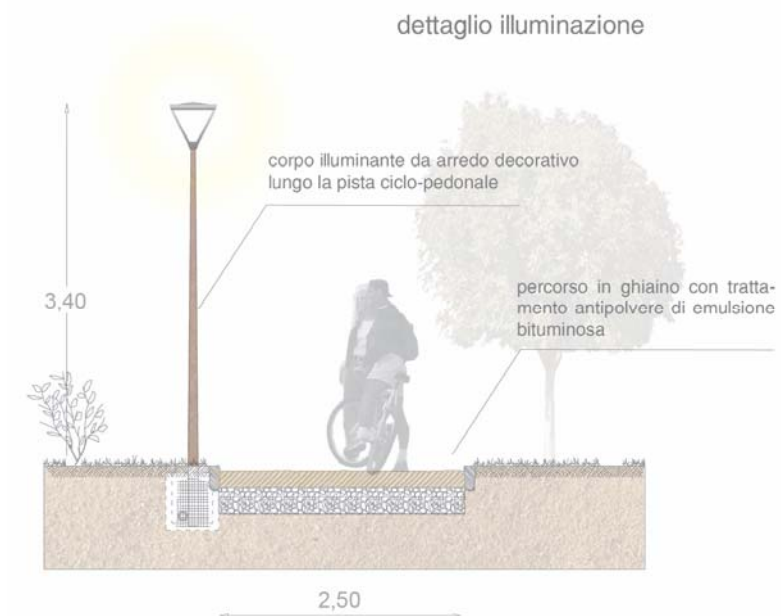 dettaglio illuminazione
corpo illuminante da arredo decorativo
lungo la pista ciclo-pedonale
3,40
percorso in ghiaino con tratta-
mento antipolvere di emulsione
bituminosa
2,50